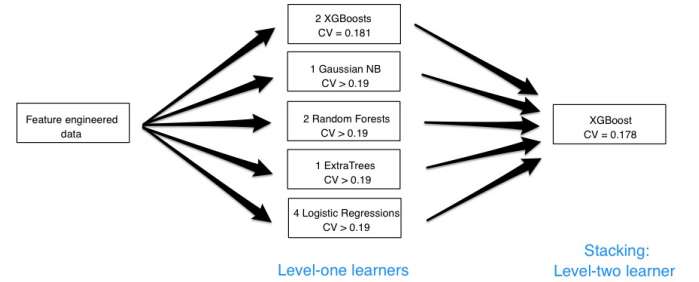 2 XGBoosts
CV = 0.181
1 Gaussian NB
CV > 0.19
Feature engineered
data
2 Random Forests
CV > 0.19
XGBoost
CV = 0.178
1 ExtraTrees
CV > 0.19
4 Logistic Regressions
CV > 0.19
Level-one learners
Stacking:
Level-two learner